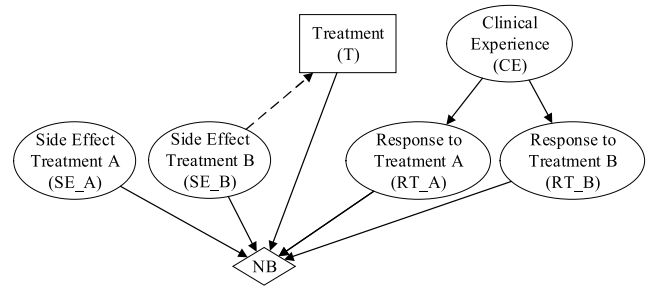 Treatment
(T)
Clinical
Experience
(CE)
Side Effect
Treatment A
(SE_A)
Side Effect
Treatment B
(SE_B)
Response to
Treatment A
(RT_A)
Response to
Treatment B
(RT_B)
NB